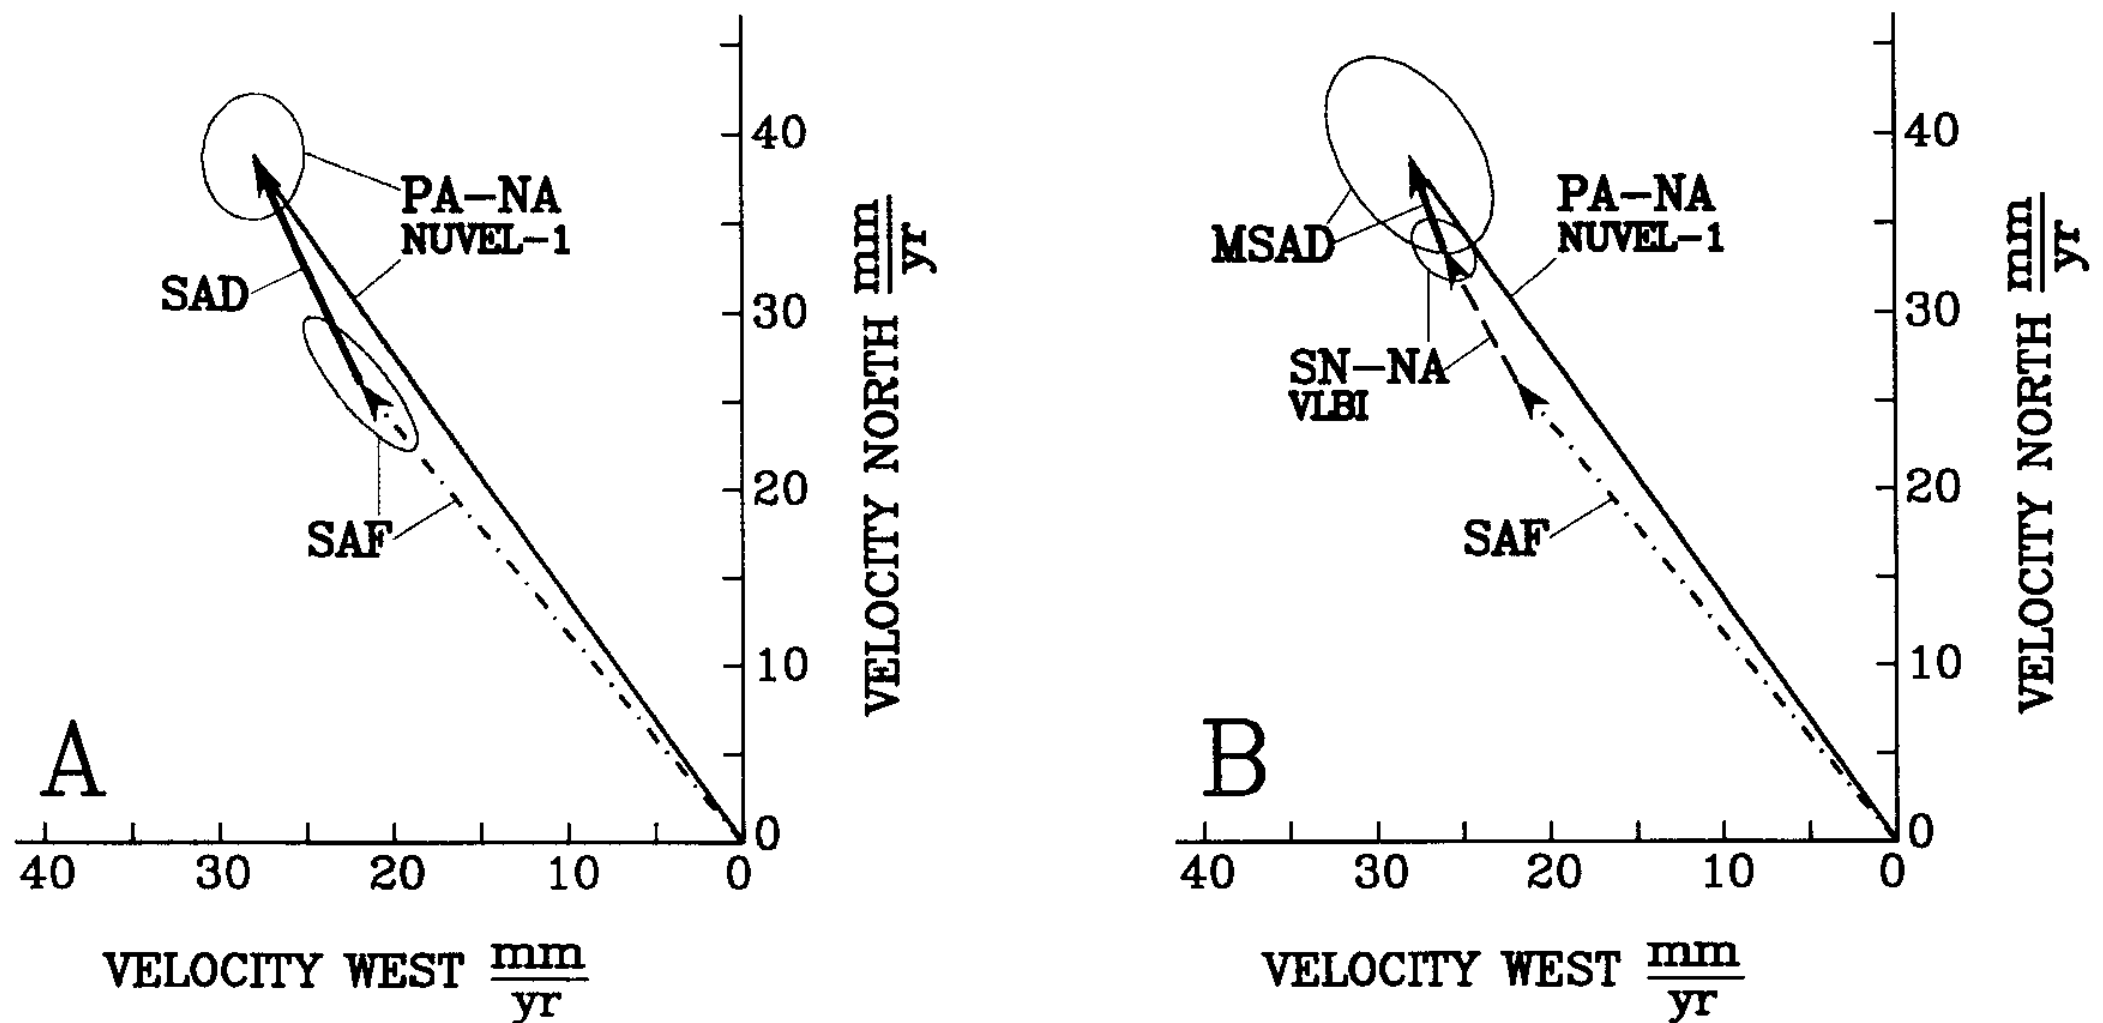 40
PA-NA
NUVEL-1
SAD
30
20
SAF
10
A
0
40 30 20 10 0
VELOCITY WEST mm/yr
VELOCITY NORTH mm/yr
40
PA-NA
NUVEL-1
MSAD
30
SN-NA
VLBI
20
SAF
10
B
0
40 30 20 10 0
VELOCITY WEST mm/yr
VELOCITY NORTH mm/yr